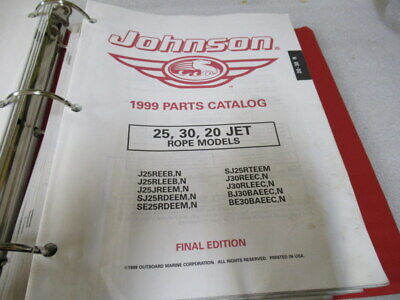 Johnson®
™
1999 PARTS CATALOG
25, 30, 20 JET
ROPE MODELS
J25REEB,N
J25RLEEB,N
J25JREEM,N
SJ25RDEEM,N
SE25RDEEM,N
SJ25RTEEM
J30REEC,N
J30RLEEC,N
BJ30BAEEC,N
BE30BAEEC,N
FINAL EDITION
©1999 OUTBOARD MARINE CORPORATION. ALL RIGHTS RESERVED. PRINTED IN USA.